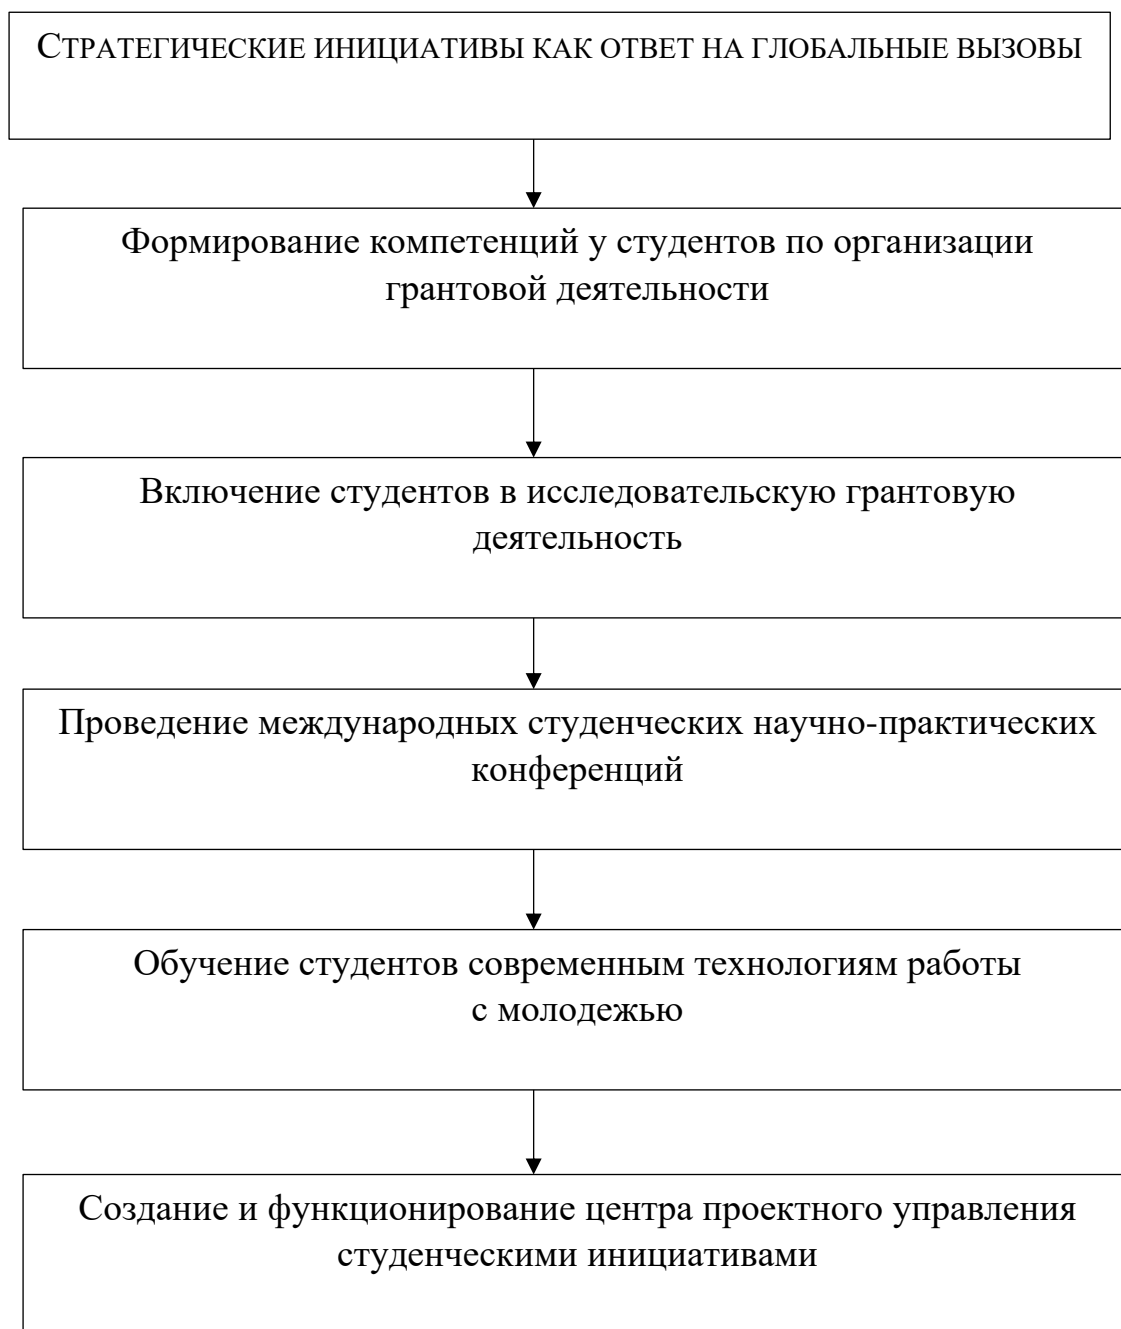 СТРАТЕГИЧЕСКИЕ ИНИЦИАТИВЫ КАК ОТВЕТ НА ГЛОБАЛЬНЫЕ ВЫЗОВЫ
Формирование компетенций у студентов по организации
грантовой деятельности
Включение студентов в исследовательскую грантовую
деятельность
Проведение международных студенческих научно-практических
конференций
Обучение студентов современным технологиям работы
с молодежью
Создание и функционирование центра проектного управления
студенческими инициативами